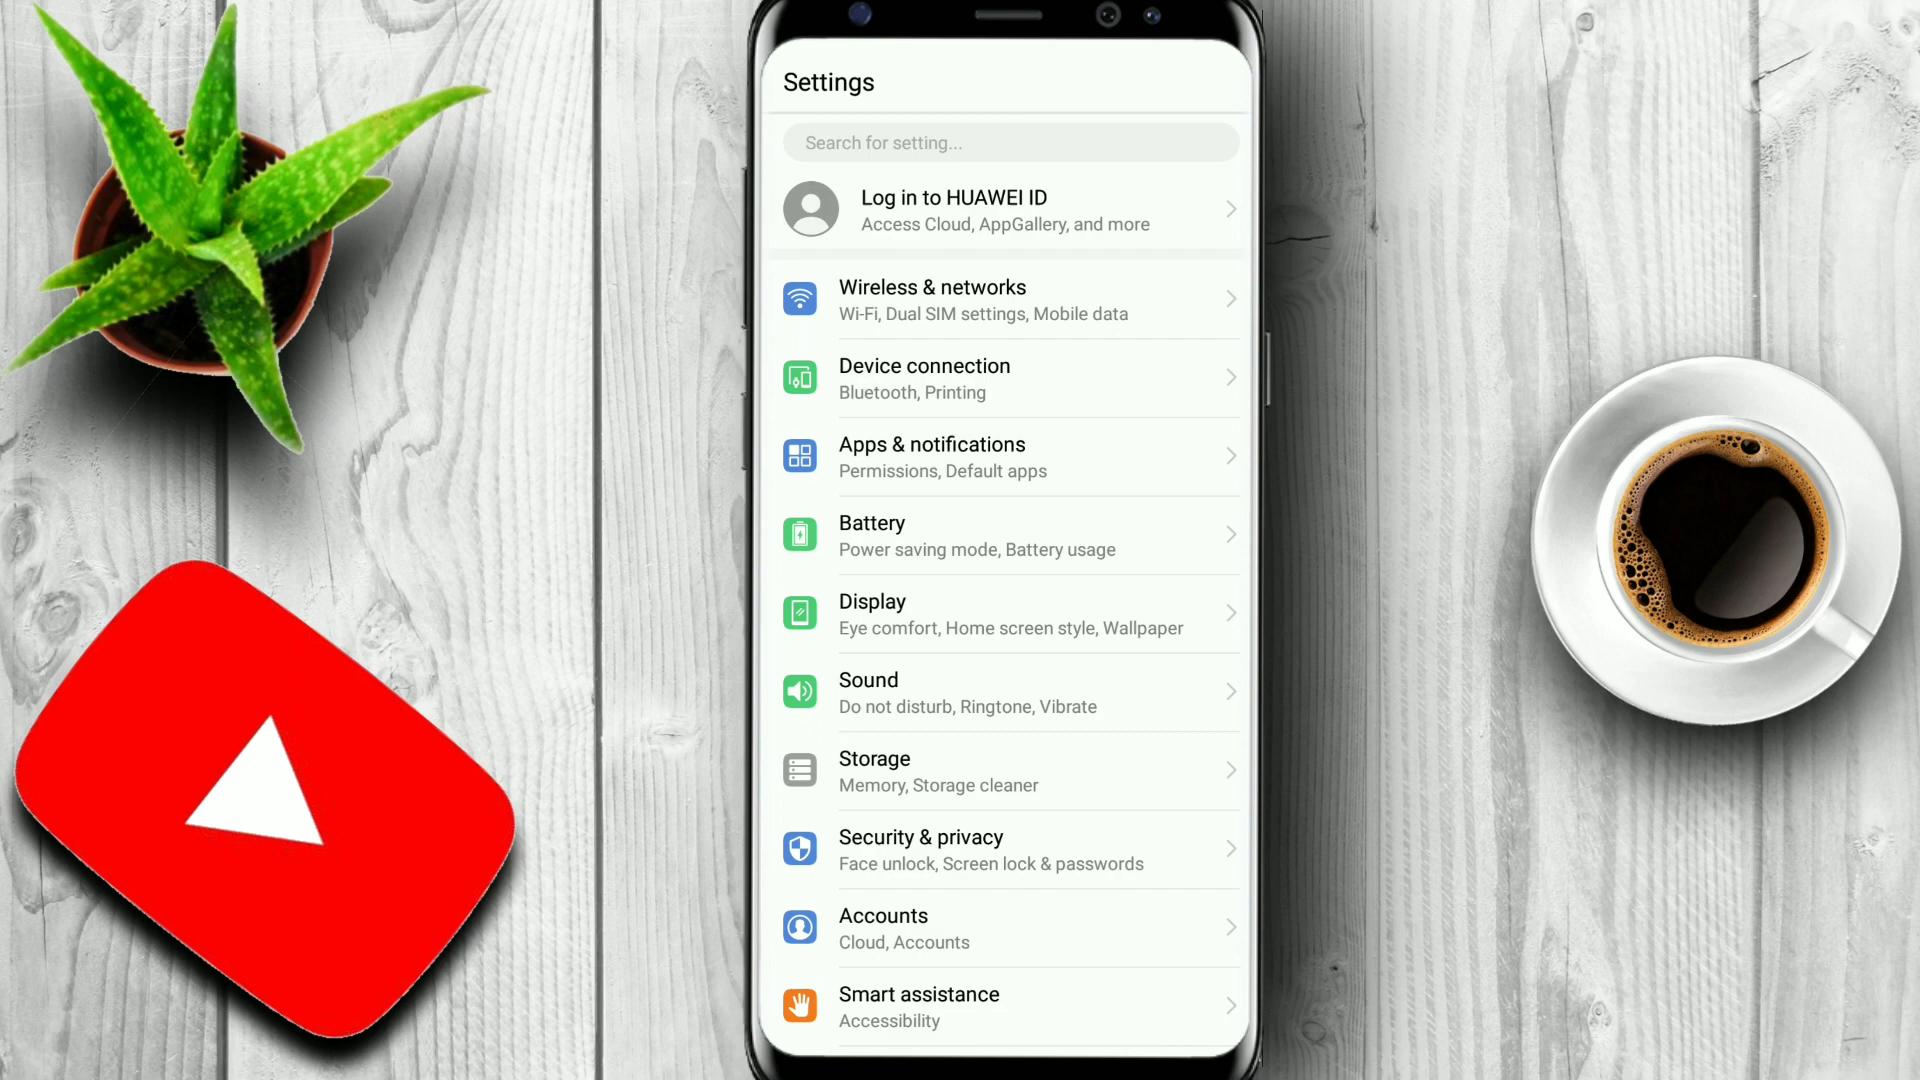 Settings
Search for setting...
Log in to HUAWEI ID
Access Cloud, AppGallery, and more
Wireless & networks
Wi-Fi, Dual SIM settings, Mobile data
Device connection
Bluetooth, Printing
Apps & notifications
Permissions, Default apps
Battery
Power saving mode, Battery usage
Display
Eye comfort, Home screen style, Wallpaper
Sound
Do not disturb, Ringtone, Vibrate
Storage
Memory, Storage cleaner
Security & privacy
Face unlock, Screen lock & passwords
Accounts
Cloud, Accounts
Smart assistance
Accessibility